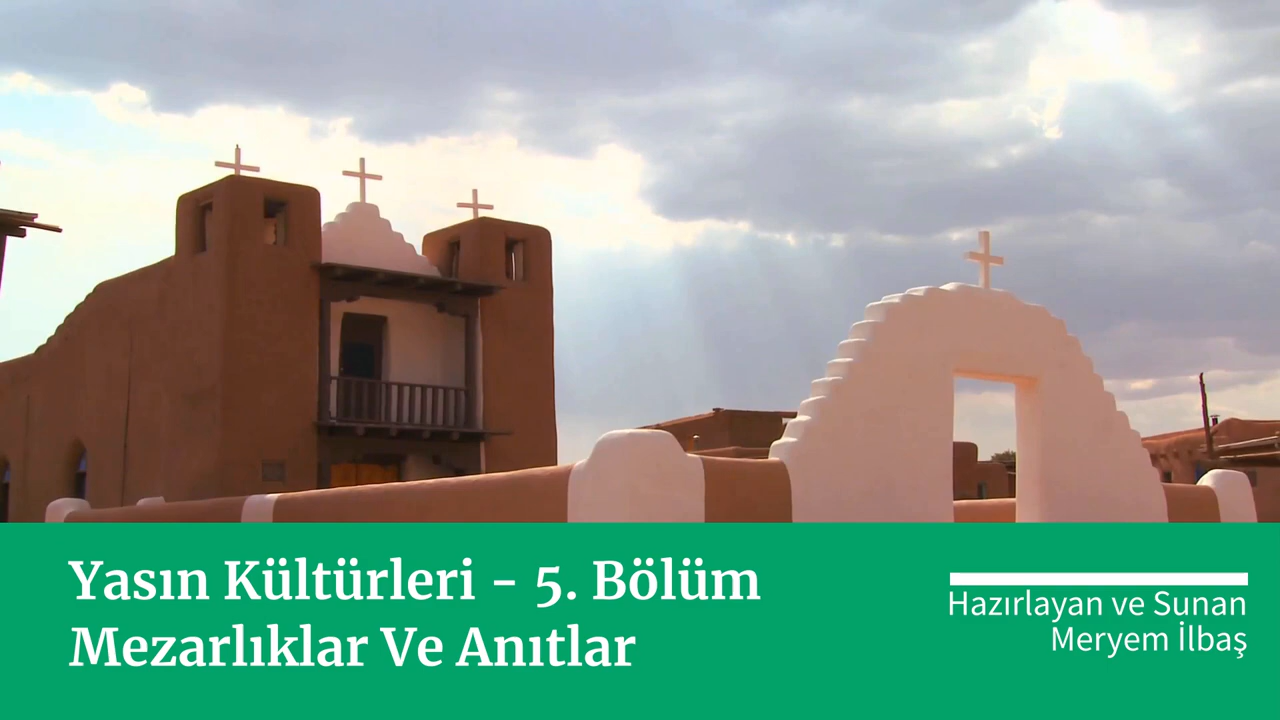 Yasın Kültürleri - 5. Bölüm
Mezarlıklar Ve Anıtlar
Hazırlayan ve Sunan
Meryem İlbaş